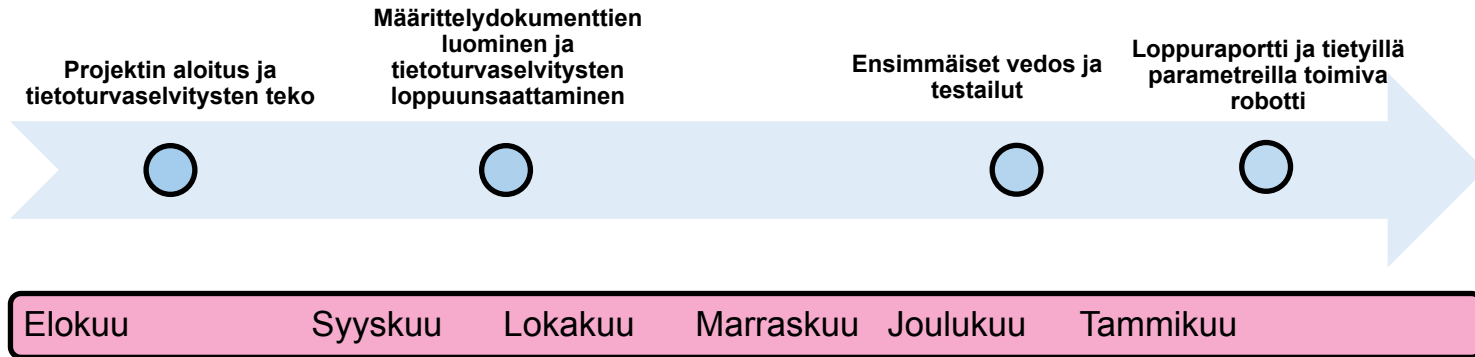 Projektin aloitus ja
tietoturvaselvitysten teko
Määrittelydokumenttien
luominen ja
tietoturvaselvitysten
loppuunsaattaminen
Ensimmäiset vedos ja
testailut
Loppuraportti ja tietyillä
parametreilla toimiva
robotti
Elokuu Syyskuu Lokakuu Marraskuu Joulukuu Tammikuu